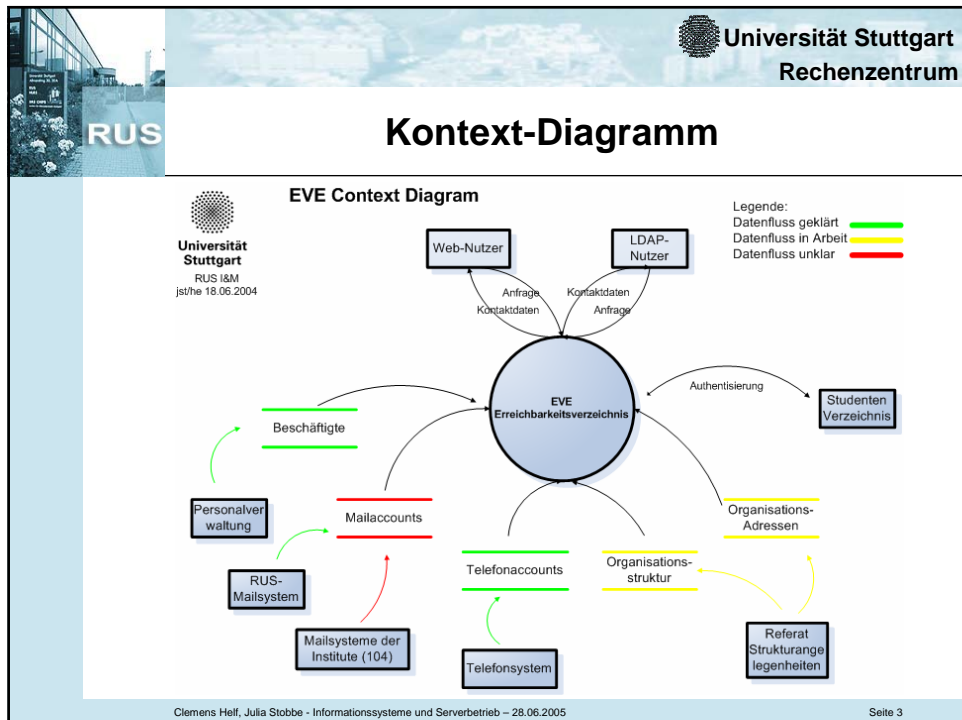 Universität Stuttgart
Rechenzentrum
RUS
Kontext-Diagramm
EVE Context Diagram
Universität
Stuttgart
RUS I&M
jst/he 18.06.2004
Legende:
Datenfluss geklärt
Datenfluss in Arbeit
Datenfluss unklar
Web-Nutzer
LDAP-
Nutzer
Anfrage
Kontaktdaten
Kontaktdaten
Anfrage
EVE
Erreichbarkeitsverzeichnis
Authentisierung
Studenten
Verzeichnis
Beschäftigte
Personalver
waltung
Mailaccounts
Organisations-
Adressen
RUS-
Mailsystem
Telefonaccounts
Organisations-
struktur
Mailsysteme der
Institute (104)
Telefonsystem
Referat
Strukturange
legenheiten
Clemens Helf, Julia Stobbe - Informationssysteme und Serverbetrieb – 28.06.2005
Seite 3